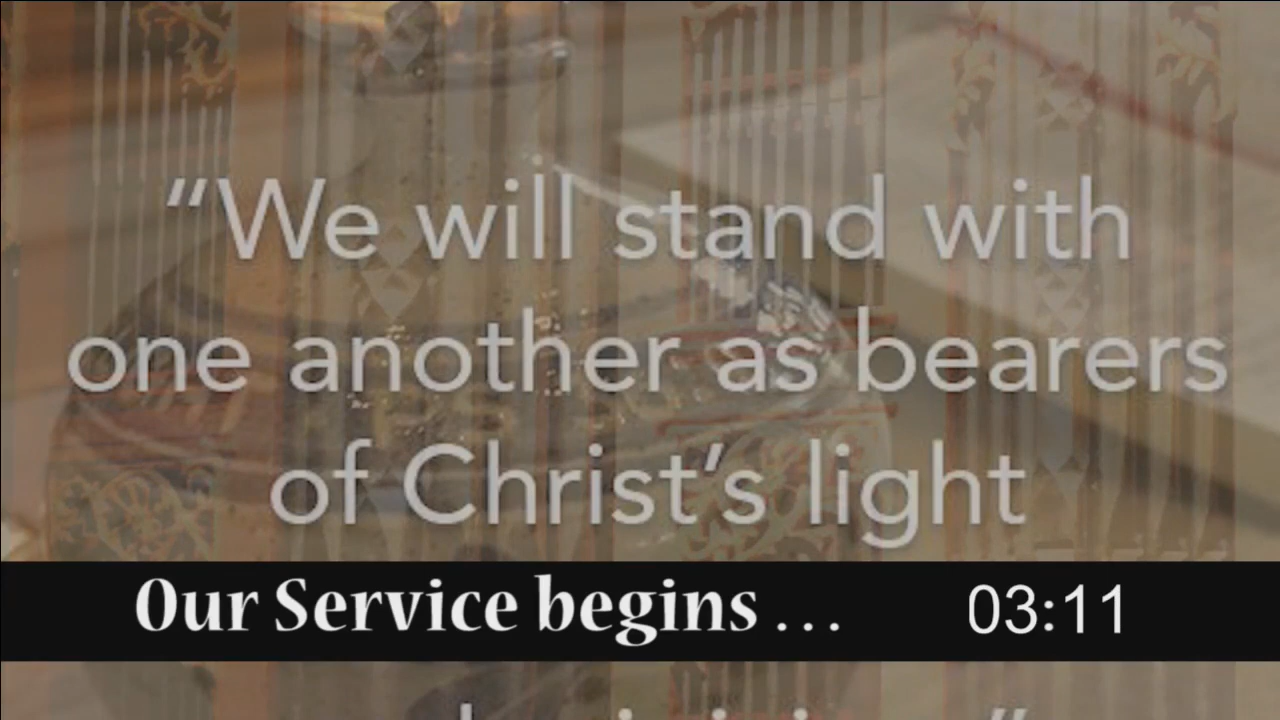 “We will stand with
one another as bearers
of Christ’s light
Our Service begins... 03:11